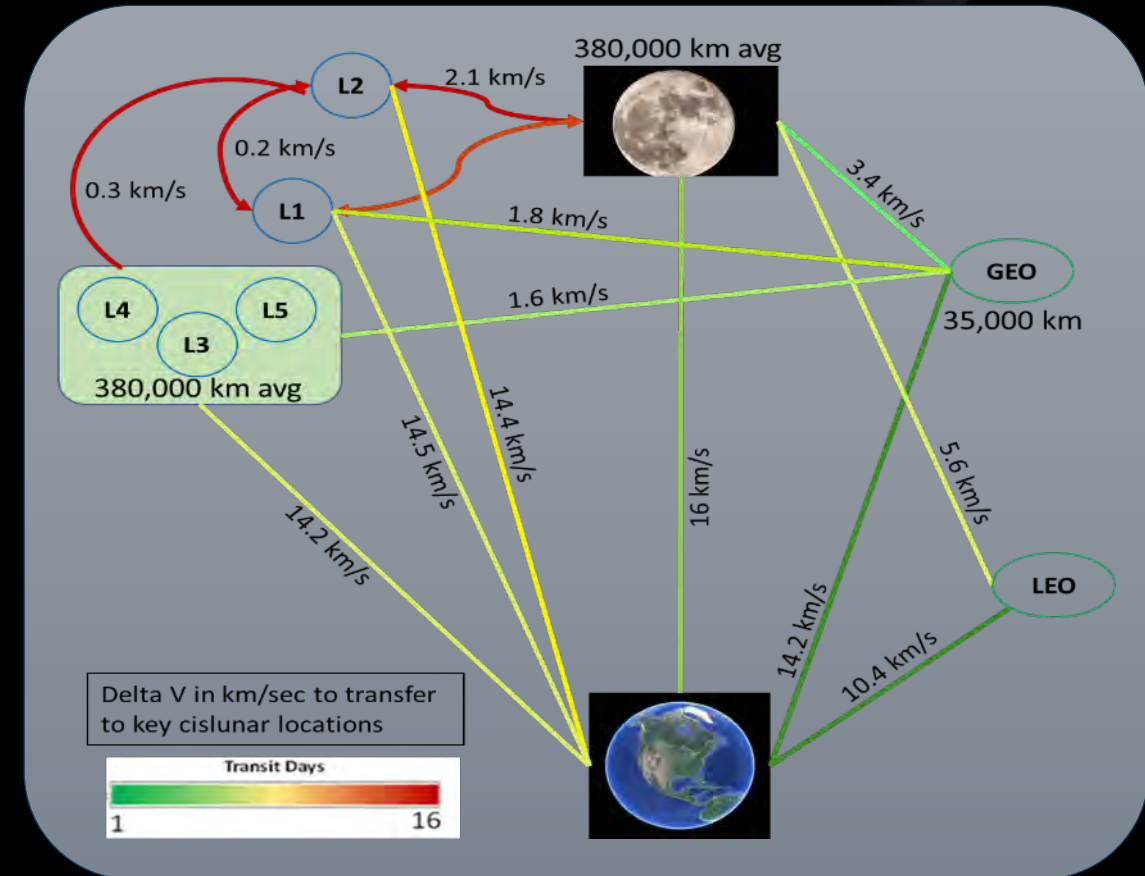 380,000 km avg
L2
2.1 km/s
0.2 km/s
0.3 km/s
L1
3.4 km/s
1.8 km/s
GEO
35,000 km
L4
L5
L3
380,000 km avg
1.6 km/s
14.4 km/s
14.5 km/s
16 km/s
5.6 km/s
14.2 km/s
LEO
14.2 km/s
10.4 km/s
Delta V in km/sec to transfer
to key cislunar locations
Transit Days
1
16